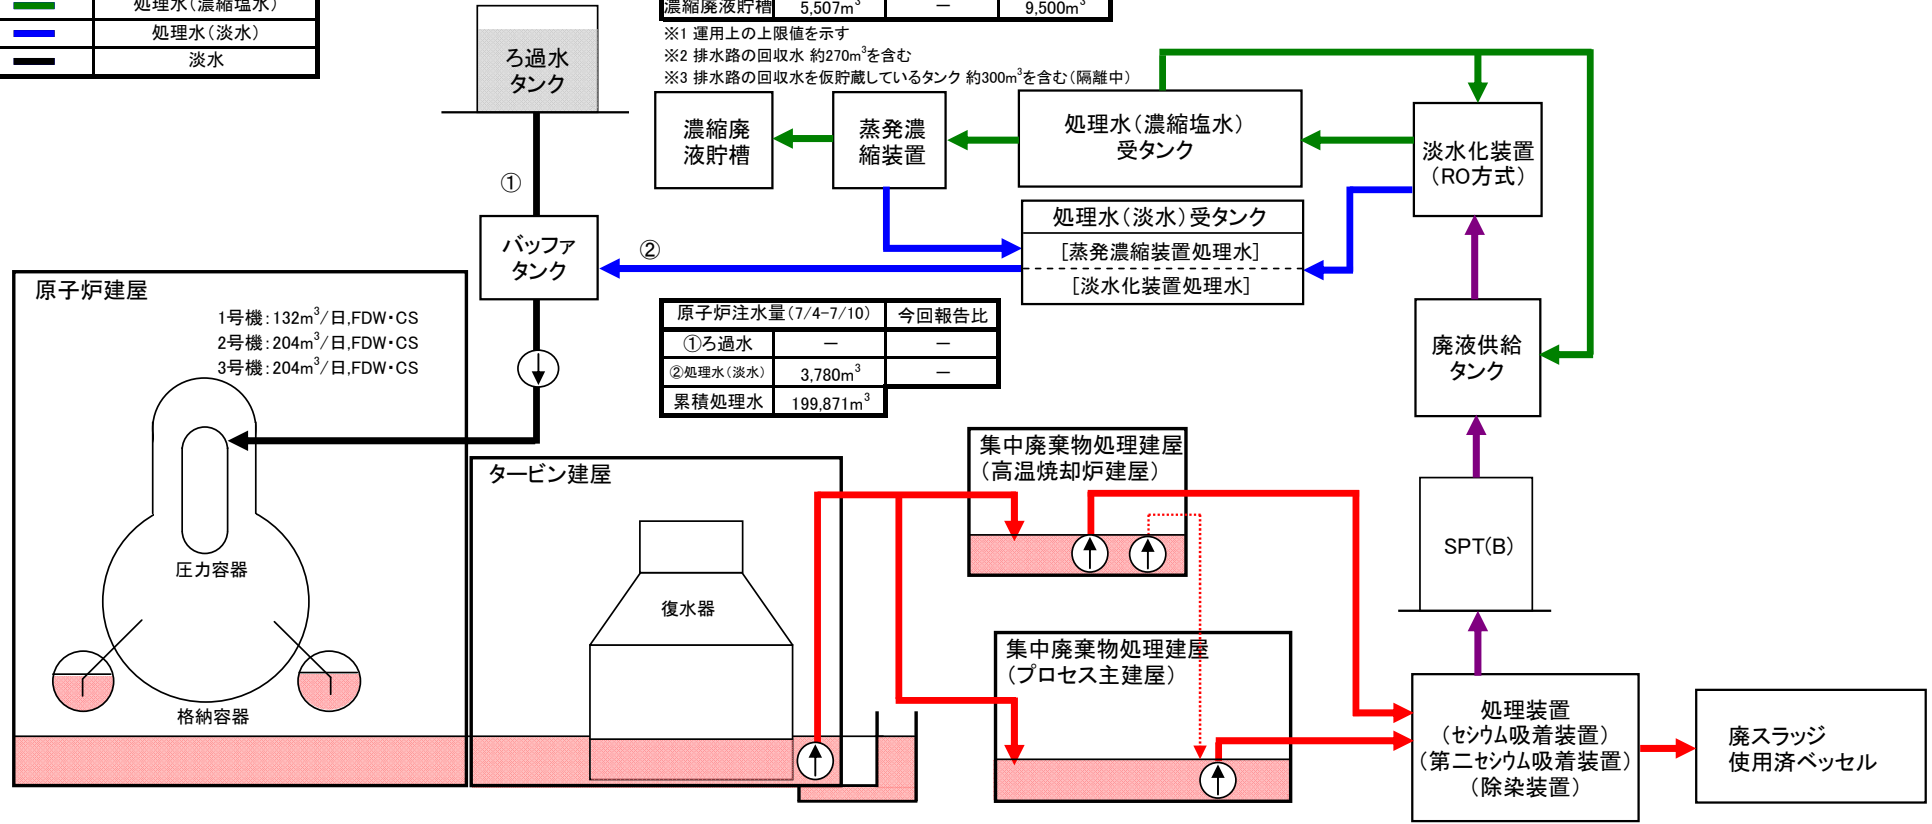 処理水(濃縮塩水)
処理水(淡水)
淡水
濃縮廃液貯槽 5,507m³ － 9,500m³
※1 運用上の上限値を示す
※2 排水路の回収水 約270m³を含む
※3 排水路の回収水を仮貯蔵しているタンク 約300m³を含む(隔離中)
ろ過水
タンク
濃縮廃
液貯槽
蒸発濃
縮装置
処理水(濃縮塩水)
受タンク
淡水化装置
(RO方式)
①
バッファ
タンク
②
処理水(淡水)受タンク
[蒸発濃縮装置処理水]
[淡水化装置処理水]
原子炉建屋
1号機:132m³/日,FDW・CS
2号機:204m³/日,FDW・CS
3号機:204m³/日,FDW・CS
原子炉注水量(7/4-7/10) 今回報告比
①ろ過水 － －
②処理水(淡水) 3,780m³ －
累積処理水 199,871m³
廃液供給
タンク
圧力容器
格納容器
タービン建屋
復水器
集中廃棄物処理建屋
(高温焼却炉建屋)
集中廃棄物処理建屋
(プロセス主建屋)
SPT(B)
処理装置
(セシウム吸着装置)
(第二セシウム吸着装置)
(除染装置)
廃スラッジ
使用済ベッセル